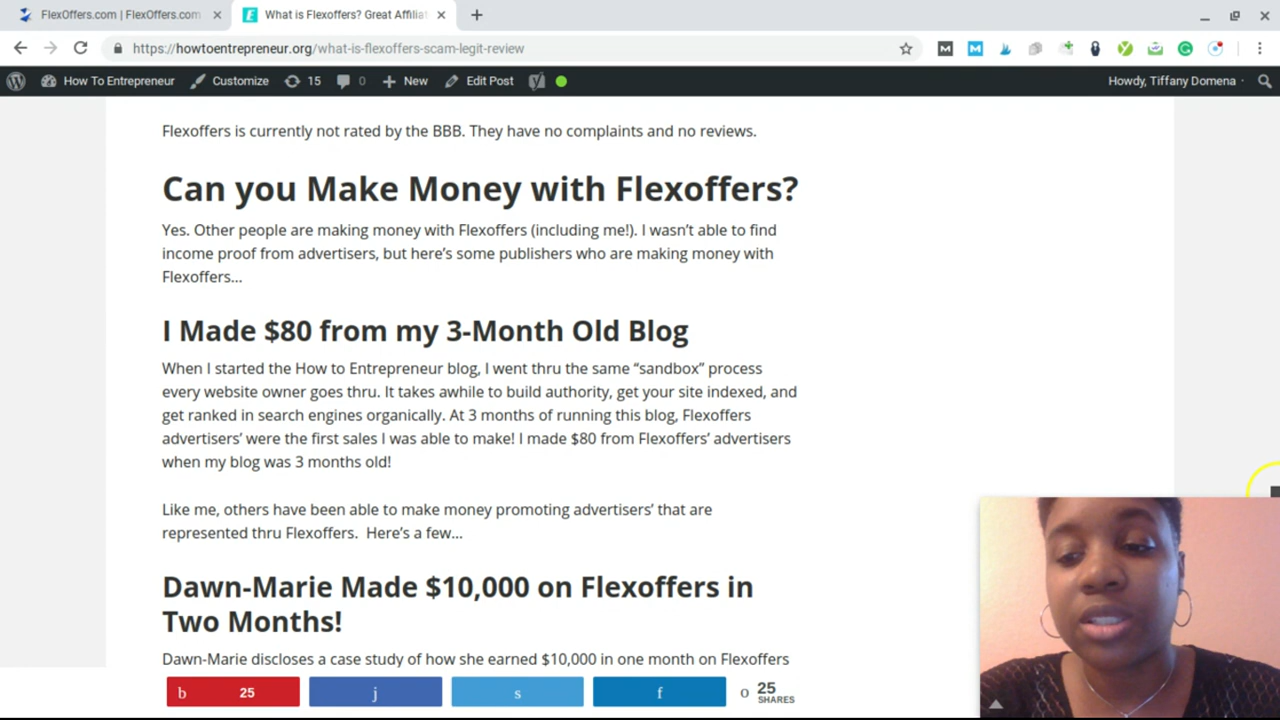 FlexOffers.com | FlexOffers.com
What is Flexoffers? Great Affiliat
https://howtoentrepreneur.org/what-is-flexoffers-scam-legit-review
How To Entrepreneur Customize 15 0 New Edit Post Howdy, Tiffany Domena
Flexoffers is currently not rated by the BBB. They have no complaints and no reviews.
Can you Make Money with Flexoffers?
Yes. Other people are making money with Flexoffers (including me!). I wasn’t able to find
income proof from advertisers, but here’s some publishers who are making money with
Flexoffers…
I Made $80 from my 3-Month Old Blog
When I started the How to Entrepreneur blog, I went thru the same “sandbox” process
every website owner goes thru. It takes awhile to build authority, get your site indexed, and
get ranked in search engines organically. At 3 months of running this blog, Flexoffers
advertisers’ were the first sales I was able to make! I made $80 from Flexoffers’ advertisers
when my blog was 3 months old!
Like me, others have been able to make money promoting advertisers’ that are
represented thru Flexoffers. Here’s a few…
Dawn-Marie Made $10,000 on Flexoffers in
Two Months!
Dawn-Marie discloses a case study of how she earned $10,000 in one month on Flexoffers
b 25 j s f o 25
SHARES